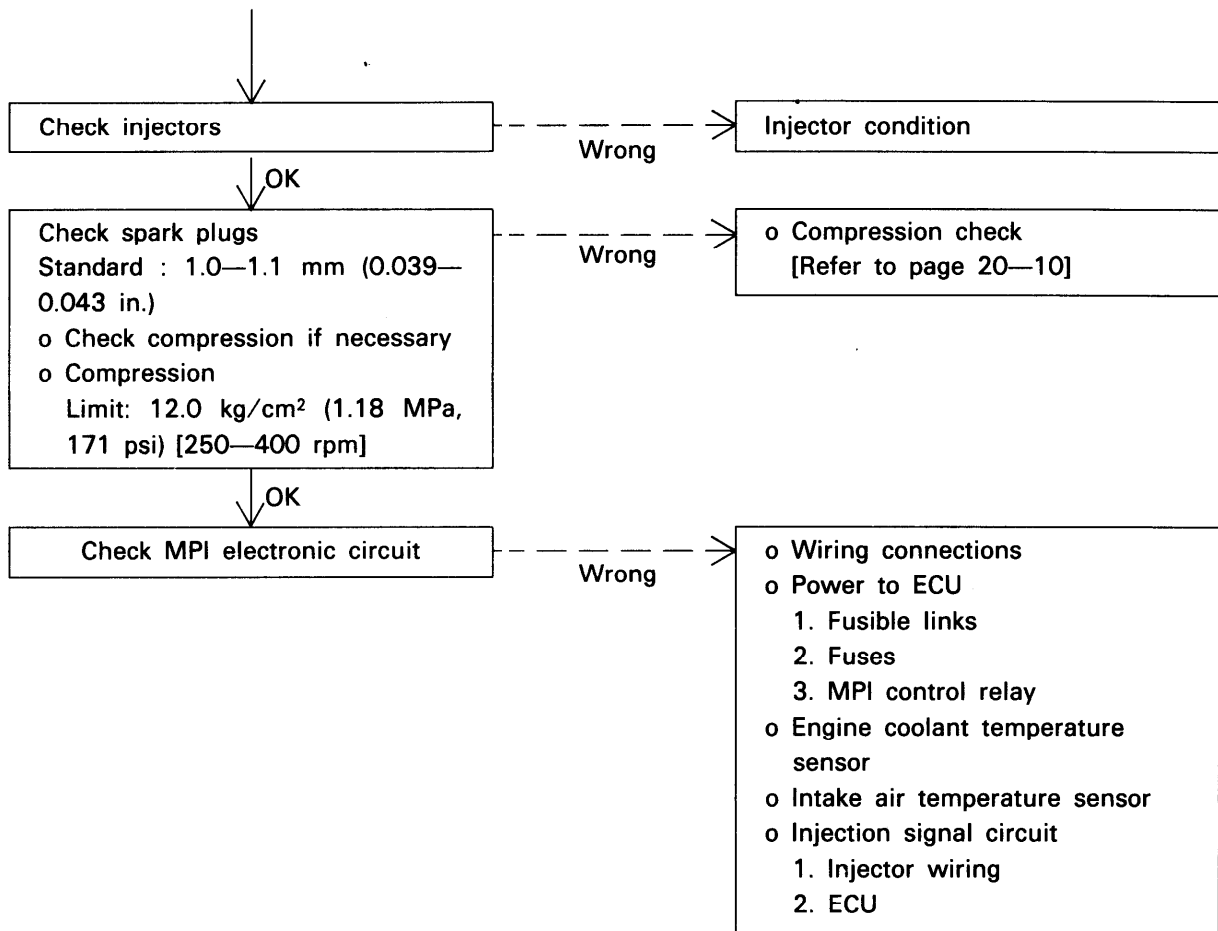 Check injectors
Wrong
Injector condition
OK
Check spark plugs
Standard : 1.0—1.1 mm (0.039—
0.043 in.)
o Check compression if necessary
o Compression
Limit: 12.0 kg/cm² (1.18 MPa,
171 psi) [250—400 rpm]
Wrong
o Compression check
[Refer to page 20—10]
OK
Check MPI electronic circuit
Wrong
o Wiring connections
o Power to ECU
1. Fusible links
2. Fuses
3. MPI control relay
o Engine coolant temperature
sensor
o Intake air temperature sensor
o Injection signal circuit
1. Injector wiring
2. ECU